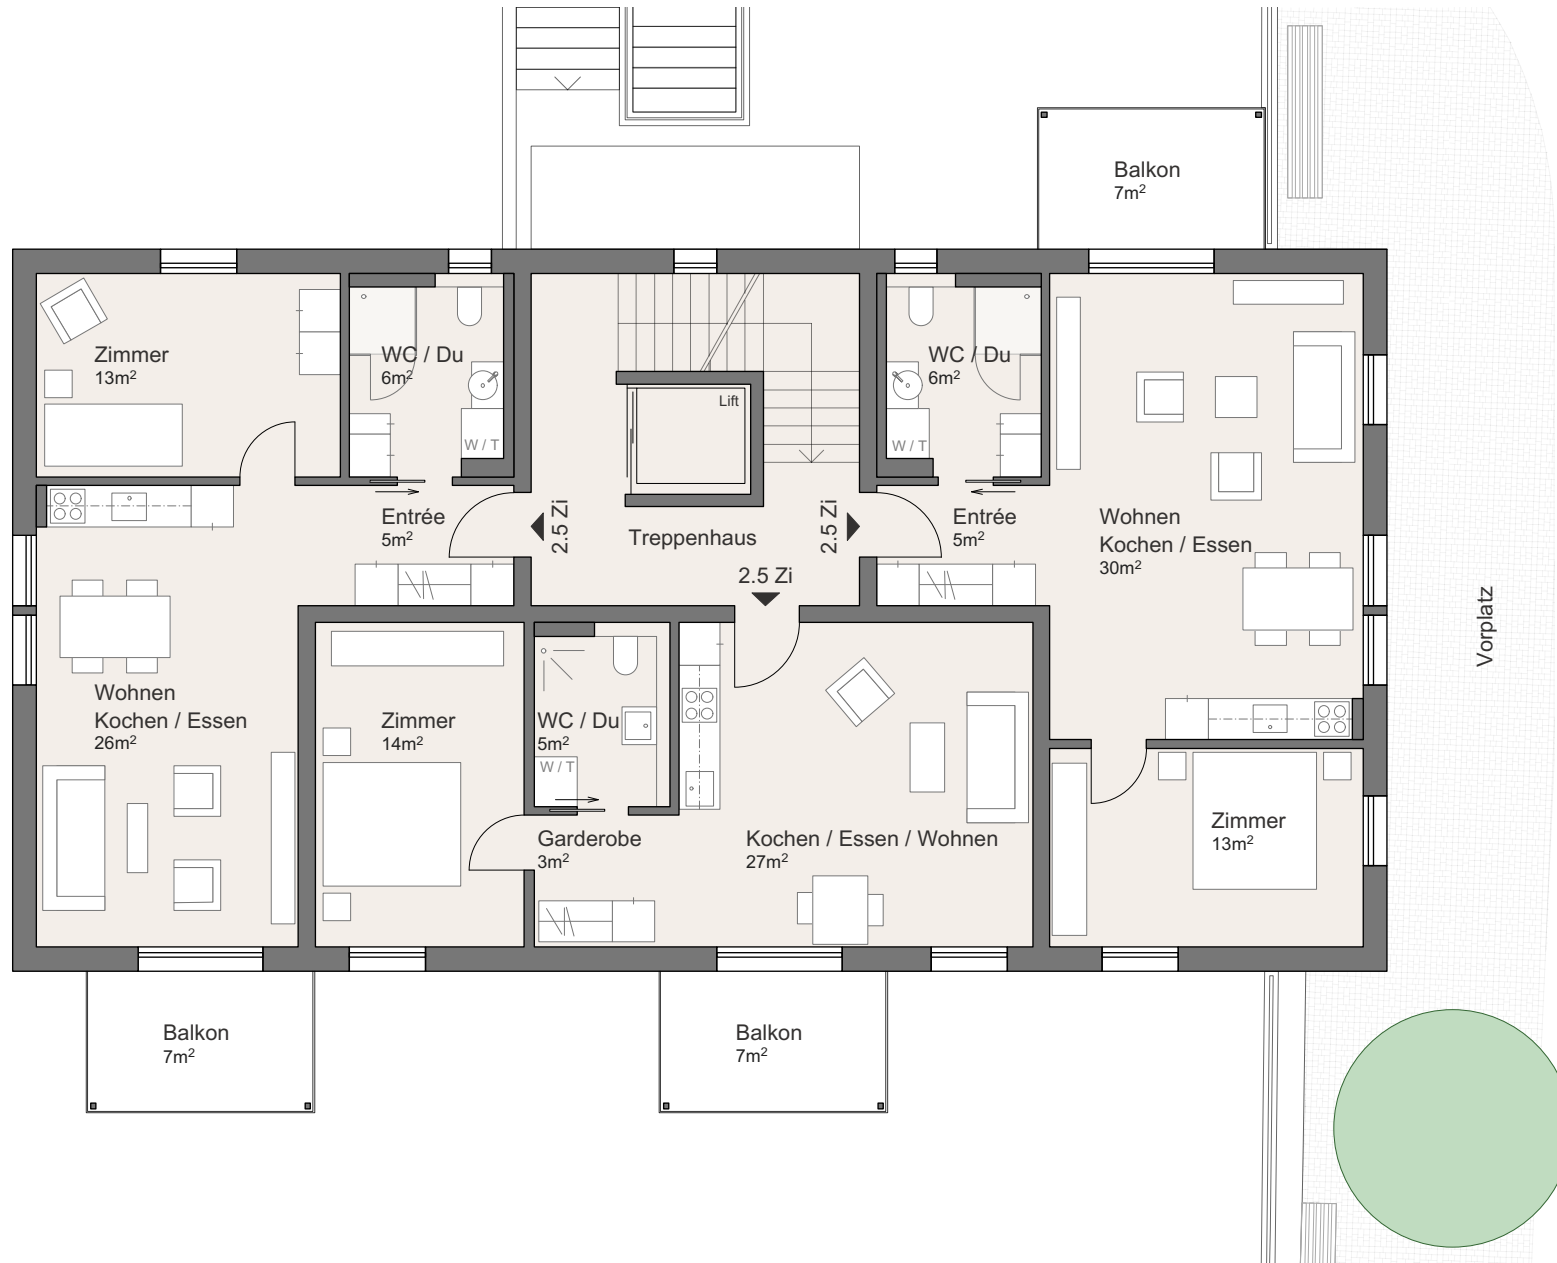 Balkon
7m²
Zimmer
13m²
WC / Du
6m²
W / T
Lift
WC / Du
6m²
W / T
Entrée
5m²
2.5 Zi
Treppenhaus
2.5 Zi
2.5 Zi
Entrée
5m²
Wohnen
Kochen / Essen
30m²
Vorplatz
Wohnen
Kochen / Essen
26m²
Zimmer
14m²
WC / Du
5m²
W / T
Garderobe
3m²
Kochen / Essen / Wohnen
27m²
Zimmer
13m²
Balkon
7m²
Balkon
7m²